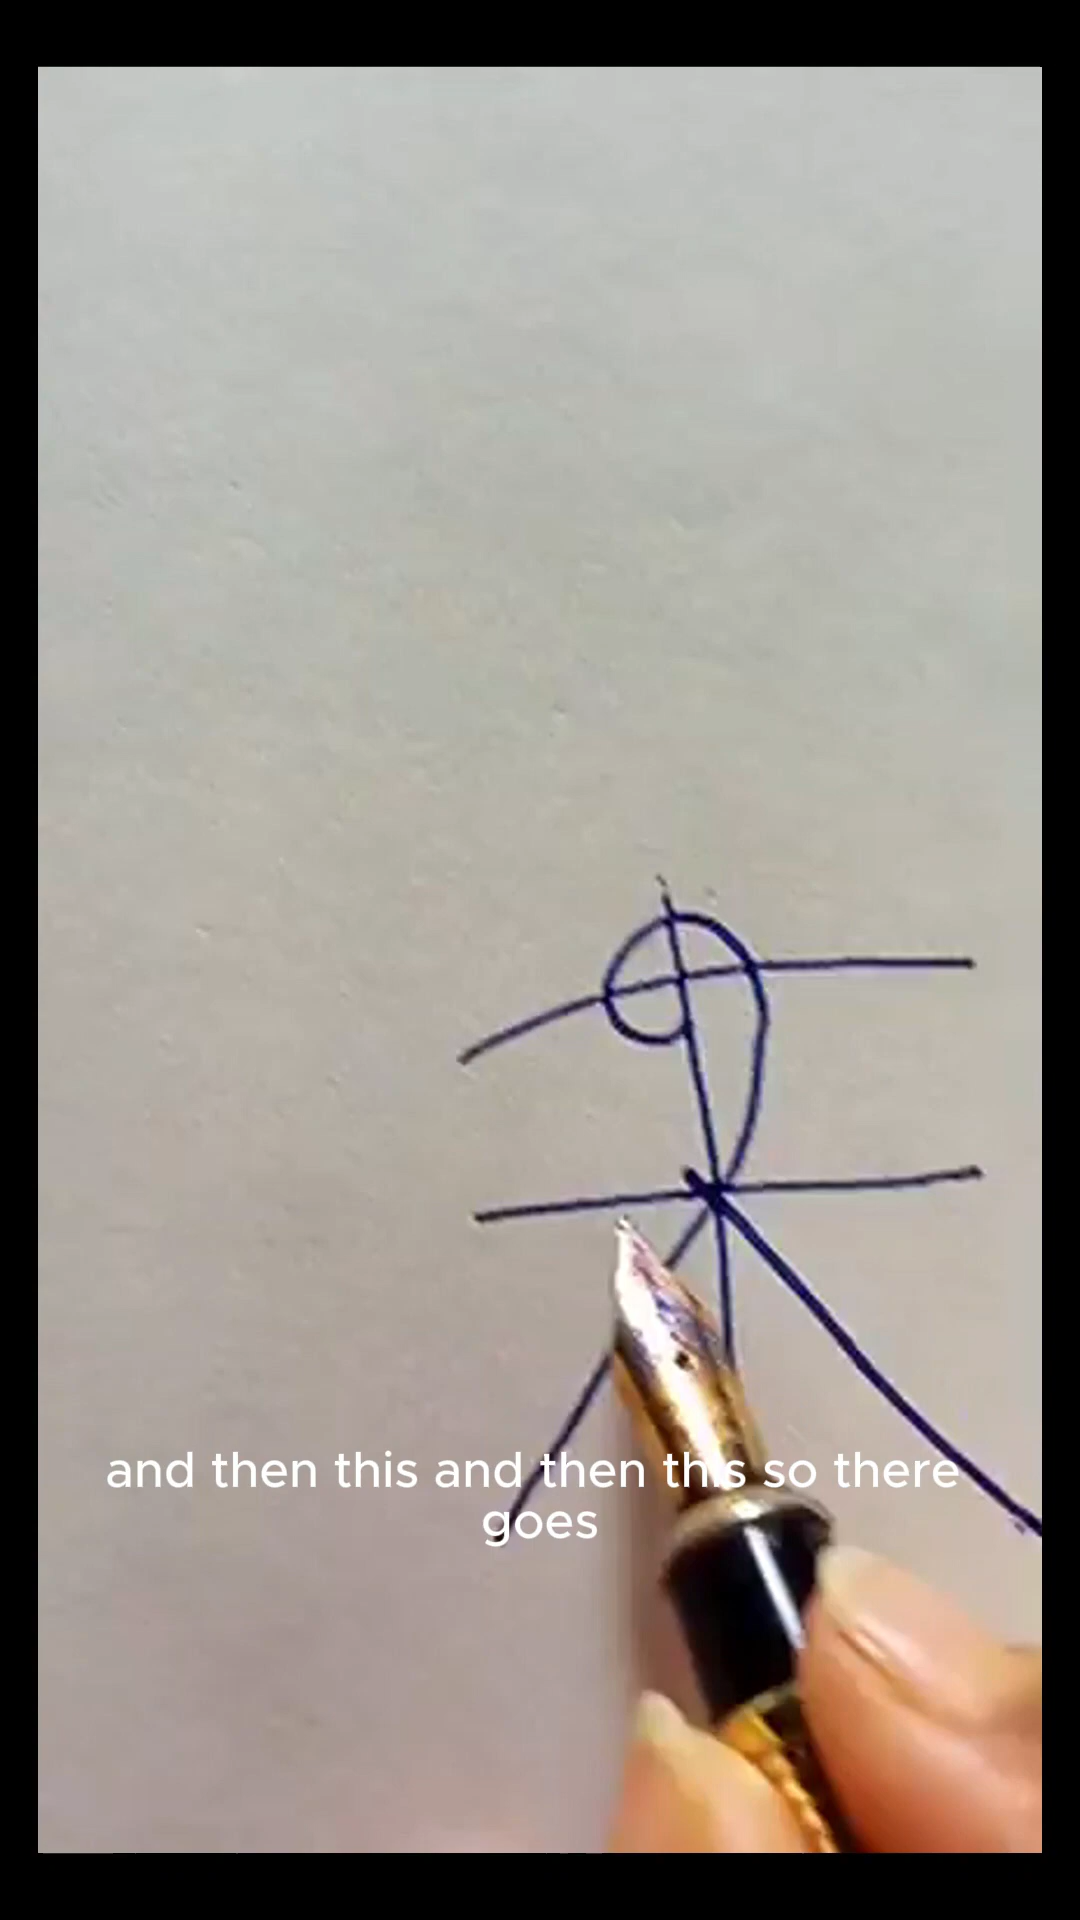 and then this and then this so there
goes